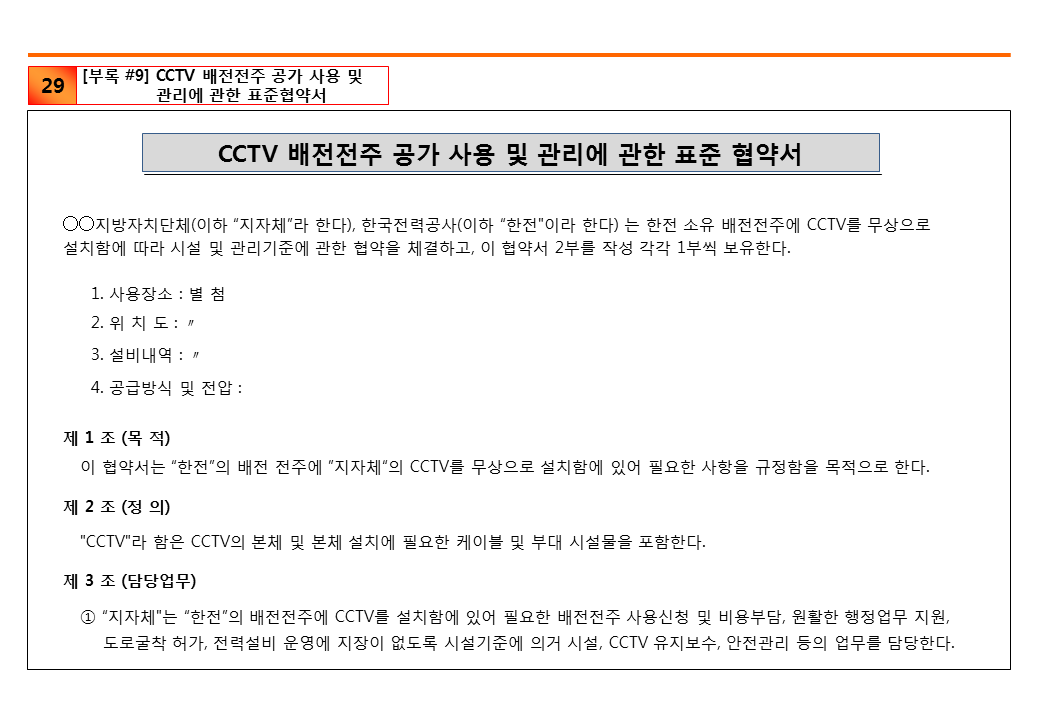 29
[부록 #9] CCTV 배전전주 공가 사용 및
관리에 관한 표준협약서
CCTV 배전전주 공가 사용 및 관리에 관한 표준 협약서
○○지방자치단체(이하 “지자체”라 한다), 한국전력공사(이하 “한전"이라 한다) 는 한전 소유 배전전주에 CCTV를 무상으로
설치함에 따라 시설 및 관리기준에 관한 협약을 체결하고, 이 협약서 2부를 작성 각각 1부씩 보유한다.
1. 사용장소 : 별 첨
2. 위 치 도 : 〃
3. 설비내역 : 〃
4. 공급방식 및 전압 :
제 1 조 (목 적)
이 협약서는 “한전”의 배전 전주에 ”지자체“의 CCTV를 무상으로 설치함에 있어 필요한 사항을 규정함을 목적으로 한다.
제 2 조 (정 의)
"CCTV"라 함은 CCTV의 본체 및 본체 설치에 필요한 케이블 및 부대 시설물을 포함한다.
제 3 조 (담당업무)
① “지자체"는 “한전”의 배전전주에 CCTV를 설치함에 있어 필요한 배전전주 사용신청 및 비용부담, 원활한 행정업무 지원,
도로굴착 허가, 전력설비 운영에 지장이 없도록 시설기준에 의거 시설, CCTV 유지보수, 안전관리 등의 업무를 담당한다.